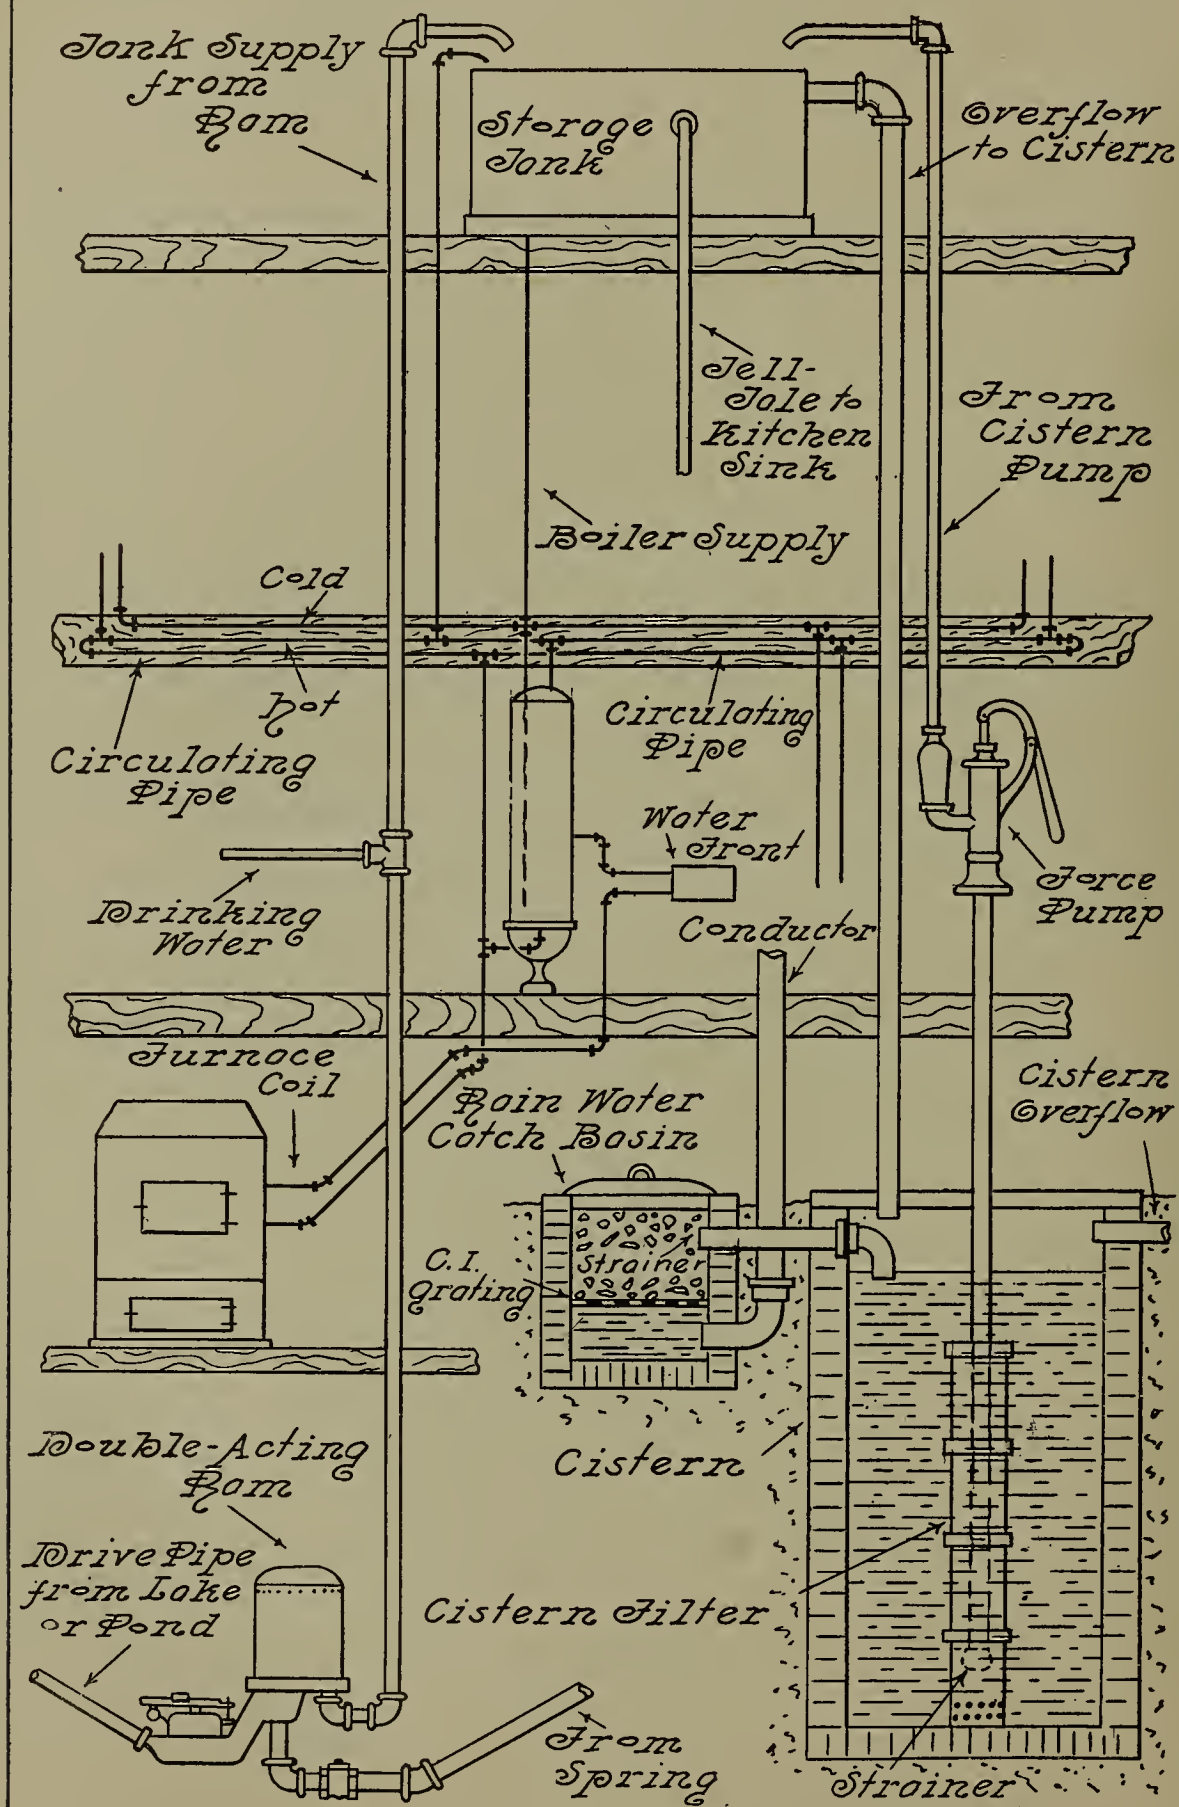 Tank Supply
from
Ram
Storage
Tank
Overflow
to Cistern
Tell-
Tale to
Kitchen
Sink
From
Cistern
Pump
Boiler Supply
Cold
Hot
Circulating
Pipe
Circulating
Pipe
Water
Front
Force
Pump
Drinking
Water
Conductor
Furnace
Coil
Rain Water
Catch Basin
Cistern
Overflow
C.I.
Grating
Strainer
Cistern
Double-Acting
Ram
Drive Pipe
from Lake
or Pond
Cistern Filter
From
Spring
Strainer